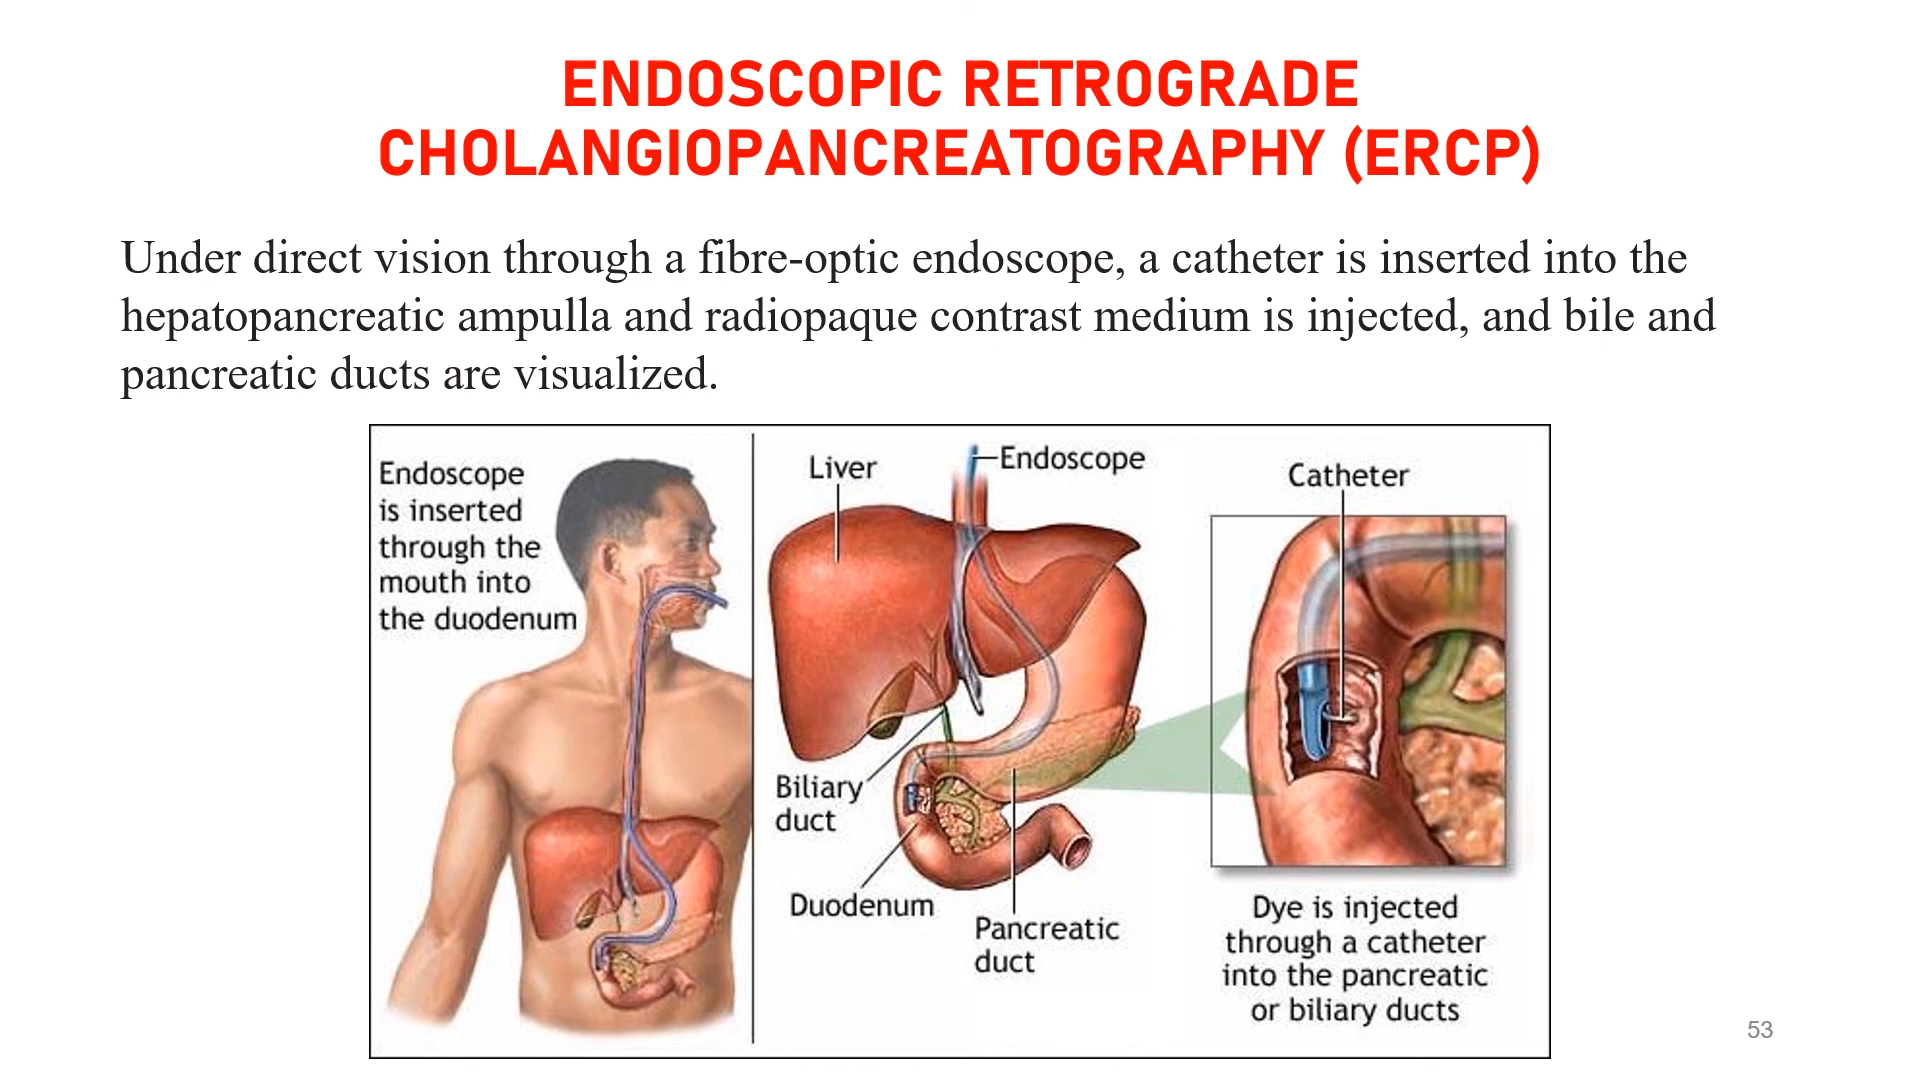 ENDOSCOPIC RETROGRADE
CHOLANGIOPANCREATOGRAPHY (ERCP)
Under direct vision through a fibre-optic endoscope, a catheter is inserted into the
hepatopancreatic ampulla and radiopaque contrast medium is injected, and bile and
pancreatic ducts are visualized.
Endoscope
is inserted
through the
mouth into
the duodenum
Liver
Endoscope
Biliary
duct
Duodenum
Pancreatic
duct
Catheter
Dye is injected
through a catheter
into the pancreatic
or biliary ducts
53